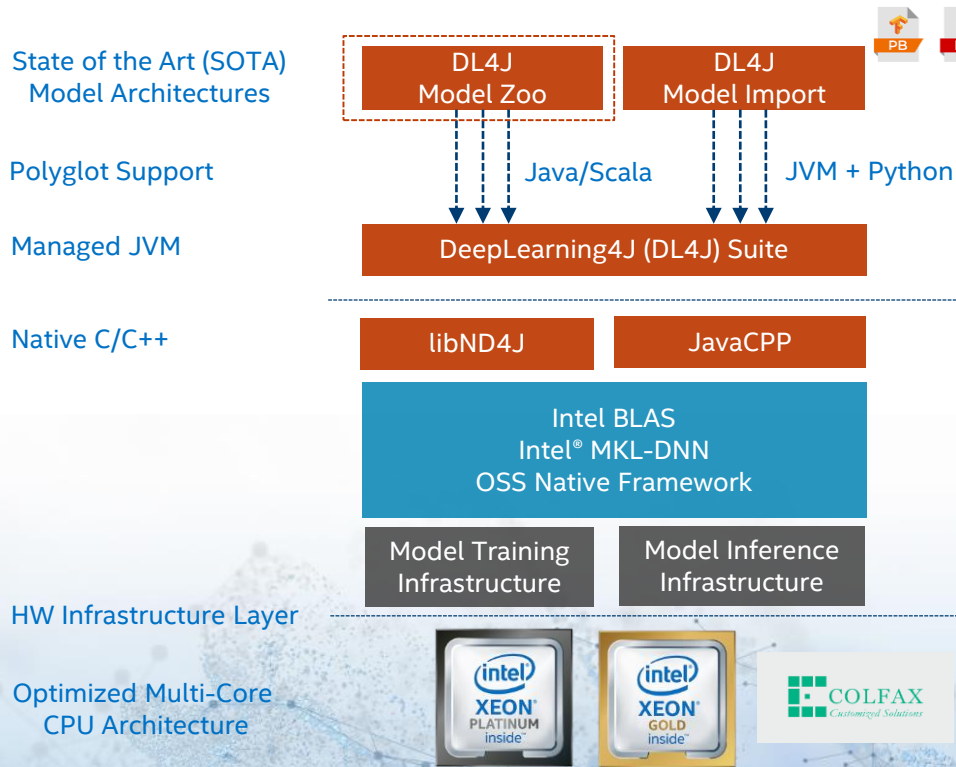 State of the Art (SOTA)
Model Architectures
DL4J
Model Zoo
DL4J
Model Import
PB
Polyglot Support
Java/Scala
JVM + Python
Managed JVM
DeepLearning4J (DL4J) Suite
Native C/C++
libND4J
JavaCPP
Intel BLAS
Intel® MKL-DNN
OSS Native Framework
Model Training
Infrastructure
Model Inference
Infrastructure
HW Infrastructure Layer
Optimized Multi-Core
CPU Architecture
intel
XEON
PLATINUM
inside™
intel
XEON
GOLD
inside™
COLFAX
Customized Solutions